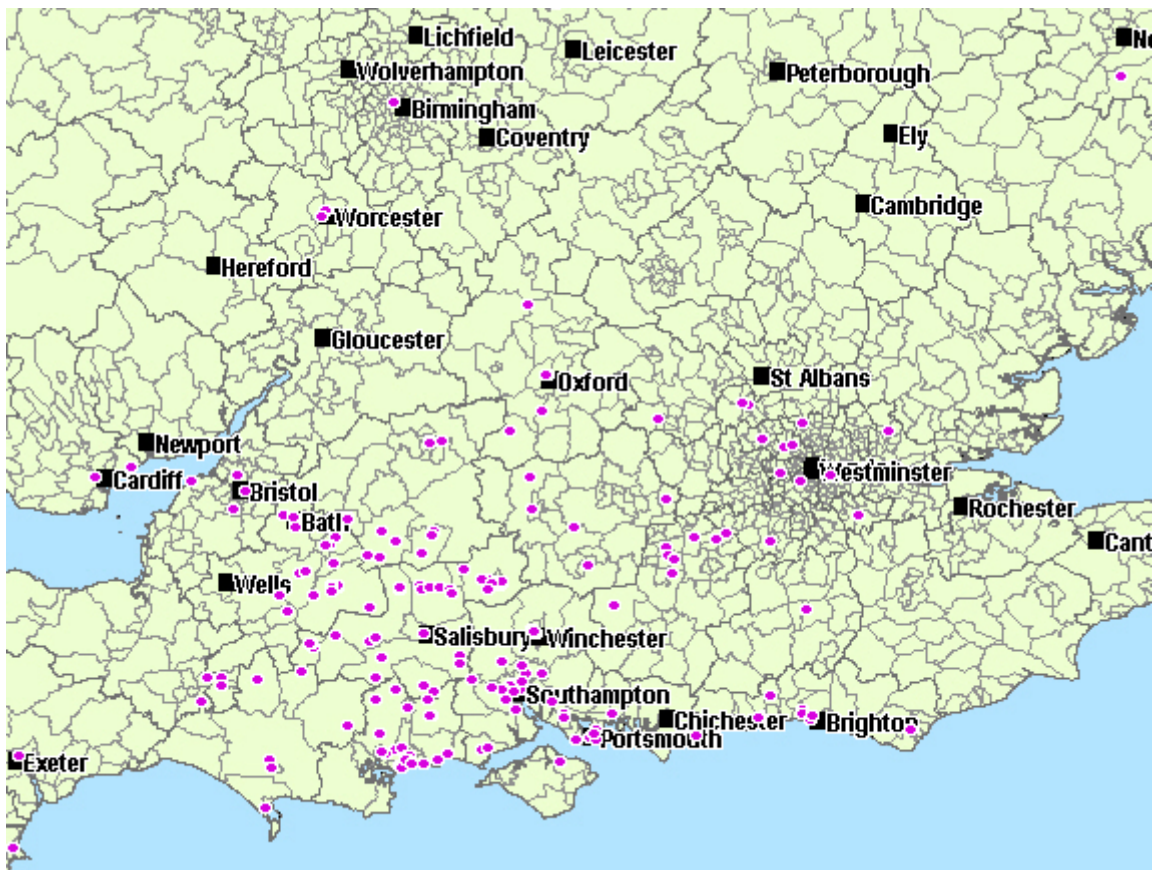 Lichfield
Leicester
Wolverhampton
Peterborough
Birmingham
Coventry
Ely
Cambridge
Worcester
Hereford
Gloucester
Oxford
St Albans
Newport
Cardiff
Bristol
Westminster
Bath
Rochester
Cant
Wells
Salisbury
Winchester
Southampton
Chichester
Brighton
Portsmouth
Exeter